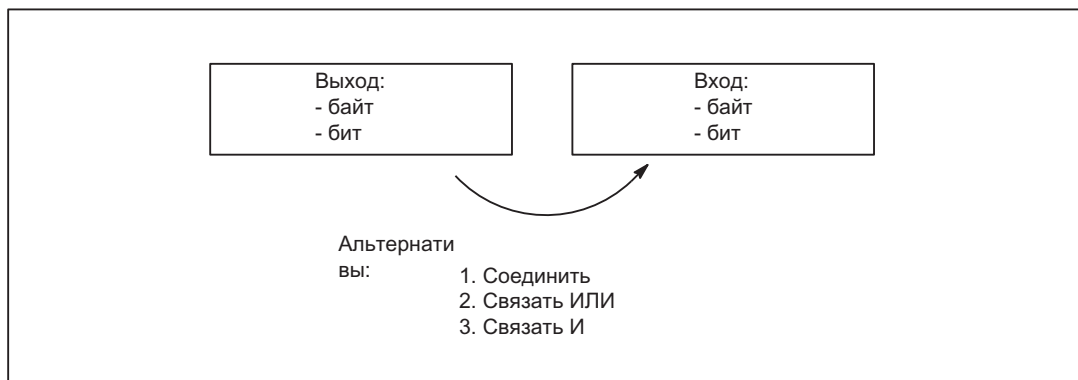 Выход:
- байт
- бит
Вход:
- байт
- бит
Альтернати
вы:
1. Соединить
2. Связать ИЛИ
3. Связать И